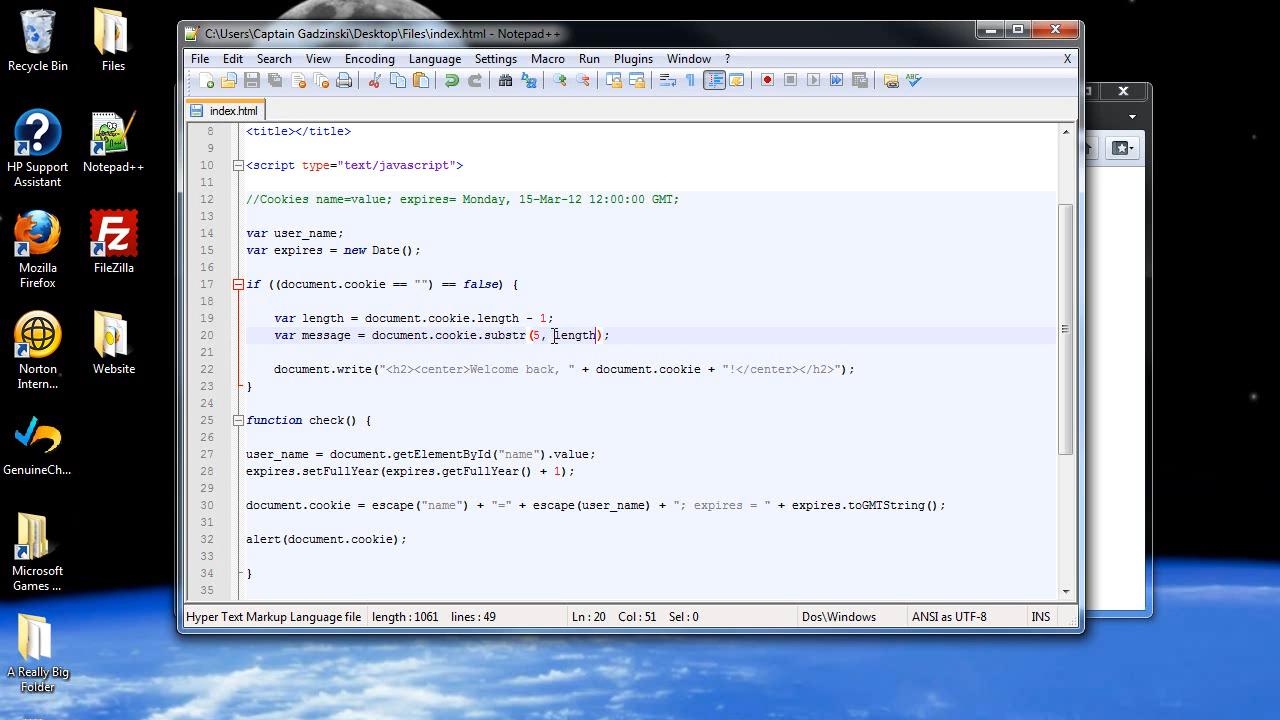 Recycle Bin
Files
HP Support
Assistant
Notepad++
Mozilla
Firefox
FileZilla
Norton
Intern...
Website
GenuineCh...
Microsoft
Games ...
A Really Big
Folder
C:\Users\Captain Gadzinski\Desktop\Files\index.html - Notepad++
File Edit Search View Encoding Language Settings Macro Run Plugins Window ? X
index.html
8 <title></title>
9
10 <script type="text/javascript">
11
12 //Cookies name=value; expires= Monday, 15-Mar-12 12:00:00 GMT;
13
14 var user_name;
15 var expires = new Date();
16
17 if ((document.cookie == "") == false) {
18
19 var length = document.cookie.length - 1;
20 var message = document.cookie.substr(5, length);
21
22 document.write("<h2><center>Welcome back, " + document.cookie + "!</center></h2>");
23 }
24
25 function check() {
26
27 user_name = document.getElementById("name").value;
28 expires.setFullYear(expires.getFullYear() + 1);
29
30 document.cookie = escape("name") + "=" + escape(user_name) + "; expires = " + expires.toGMTString();
31
32 alert(document.cookie);
33
34 }
35
Hyper Text Markup Language file length : 1061 lines : 49 Ln : 20 Col : 51 Sel : 0 Dos\Windows ANSI as UTF-8 INS